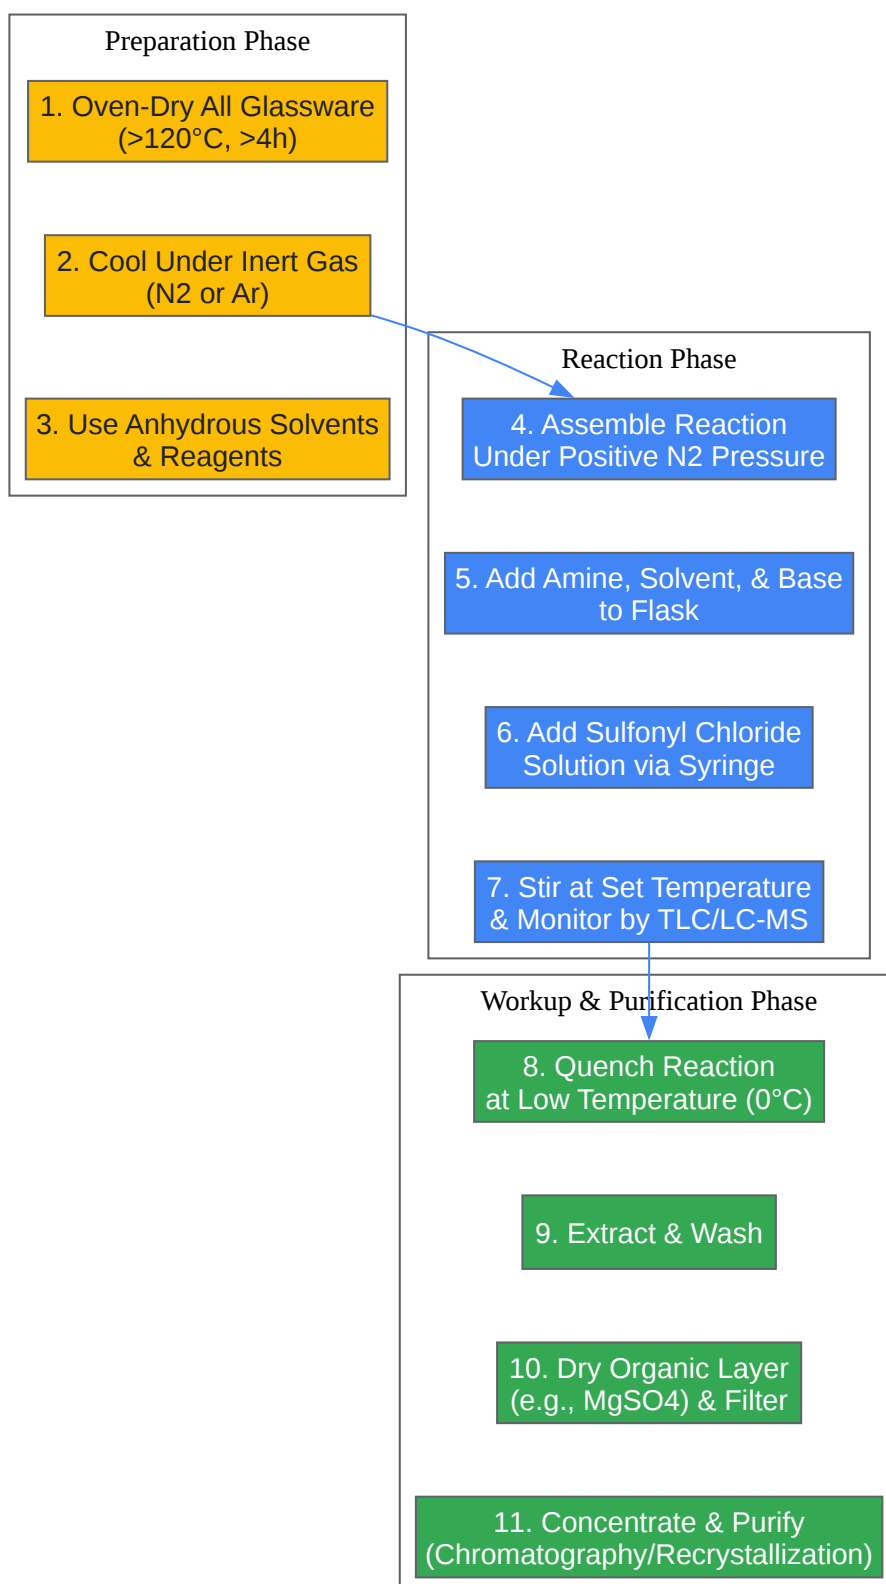 Preparation Phase
1. Oven-Dry All Glassware
(>120°C, >4h)
2. Cool Under Inert Gas
(N2 or Ar)
3. Use Anhydrous Solvents
& Reagents
Reaction Phase
4. Assemble Reaction
Under Positive N2 Pressure
5. Add Amine, Solvent, & Base
to Flask
6. Add Sulfonyl Chloride
Solution via Syringe
7. Stir at Set Temperature
& Monitor by TLC/LC-MS
Workup & Purification Phase
8. Quench Reaction
at Low Temperature (0°C)
9. Extract & Wash
10. Dry Organic Layer
(e.g., MgSO4) & Filter
11. Concentrate & Purify
(Chromatography/Recrystallization)